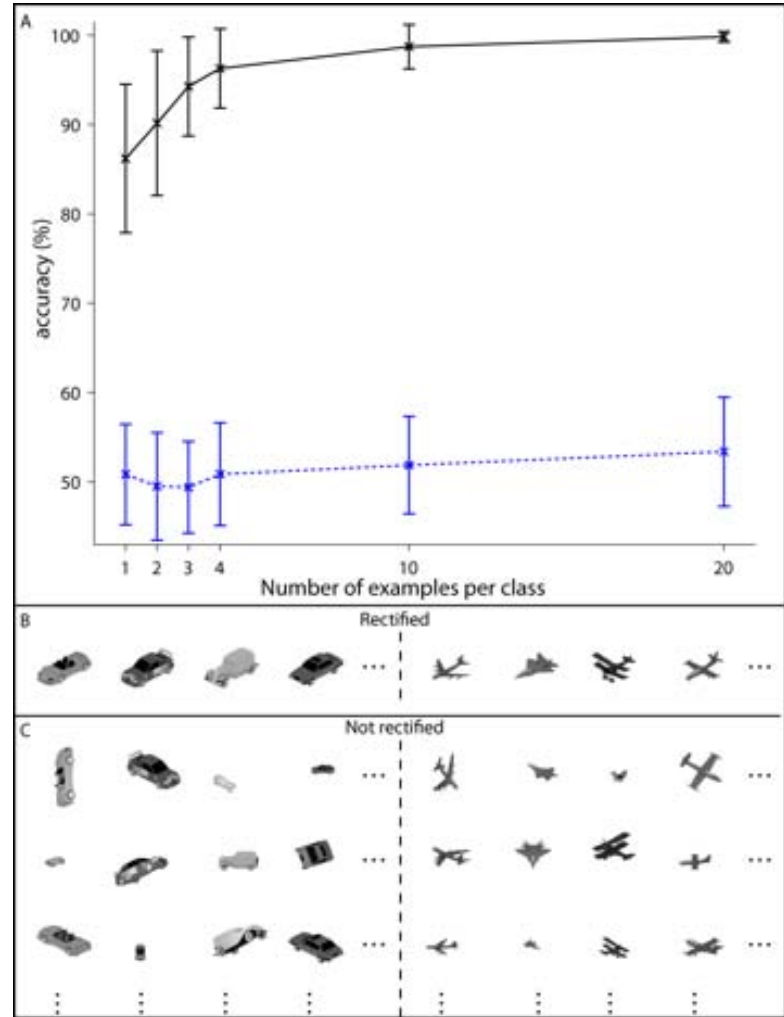 A
100
90
80
70
60
50
accuracy (%)
1 2 3 4 10 20
Number of examples per class
B
Rectified
...
...
C
Not rectified
...
...
...
...
...
...